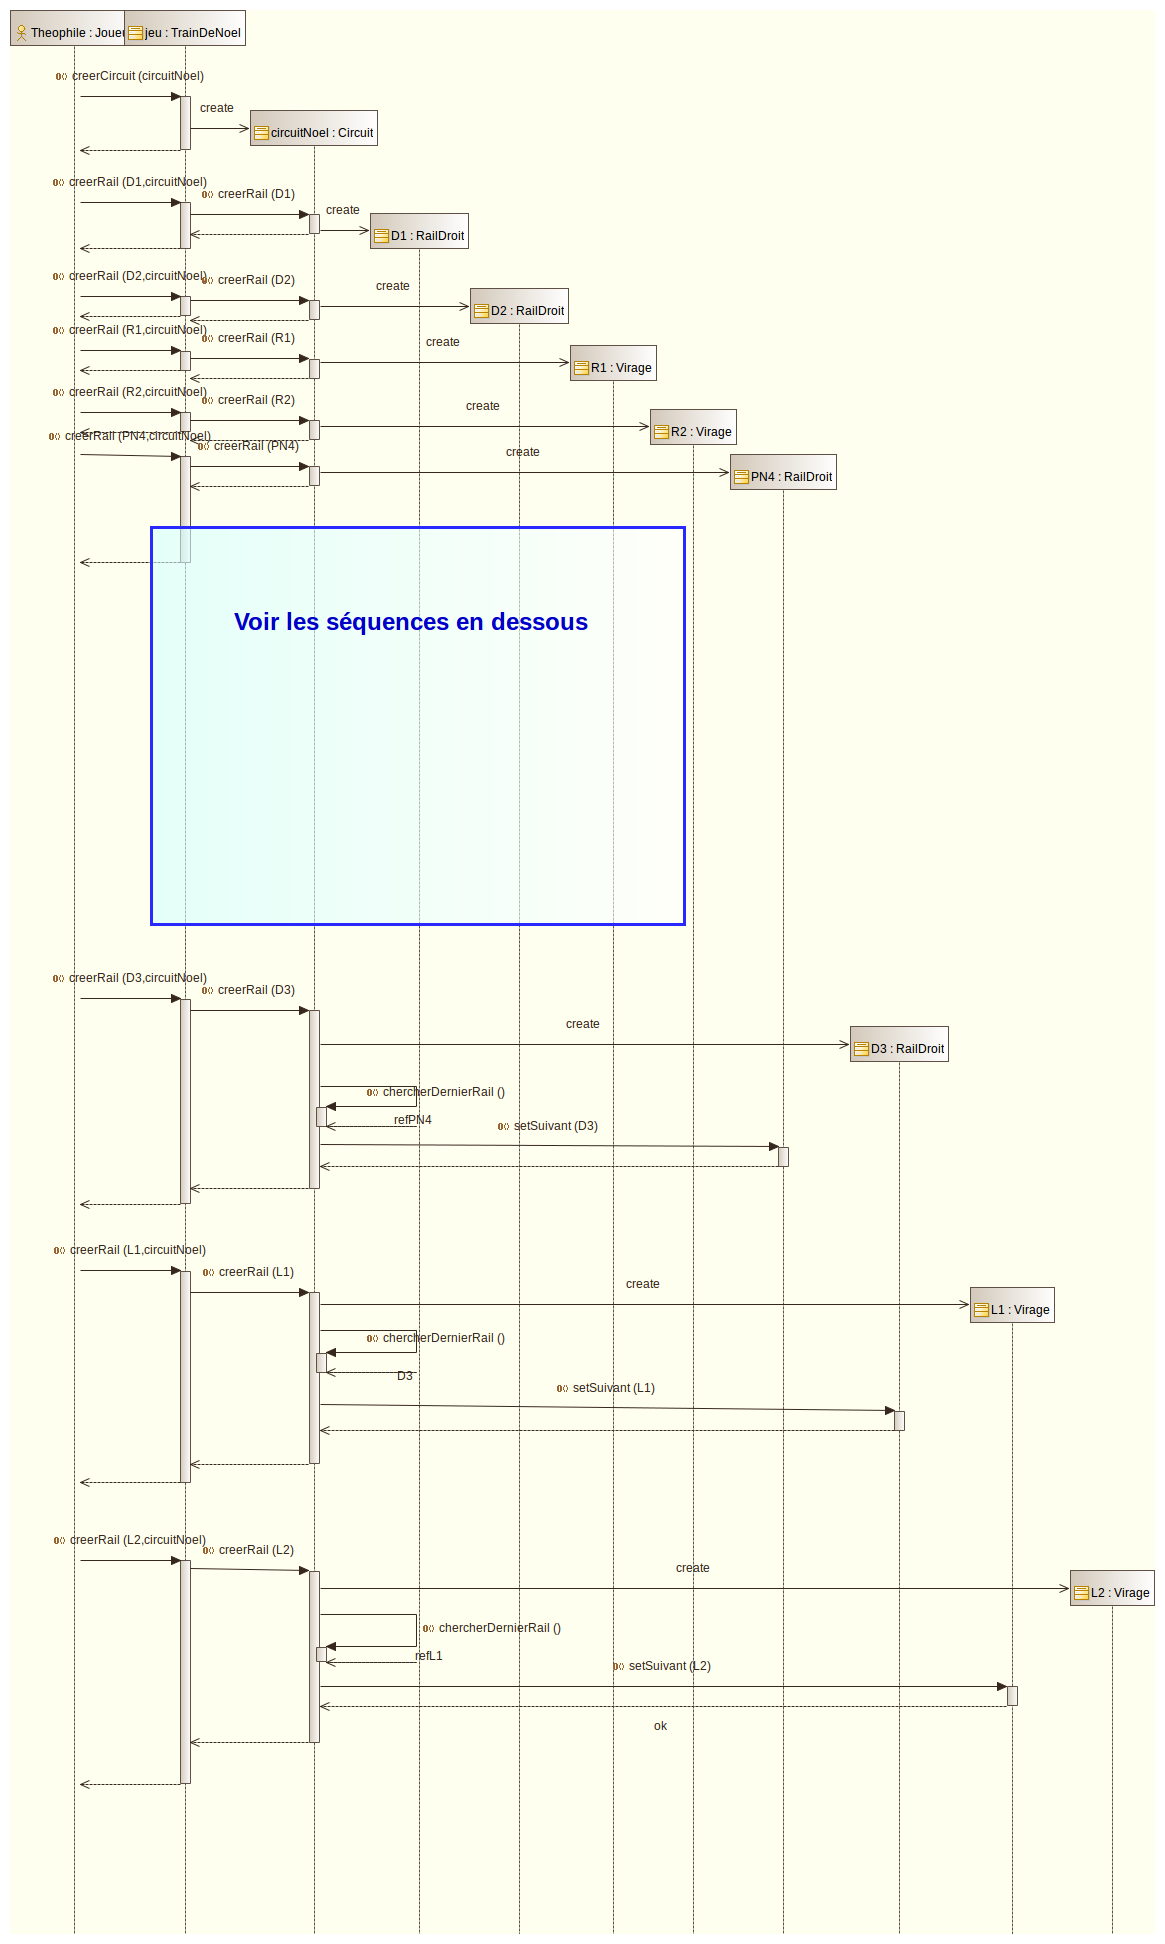 Theophile : Joueu
jeu : TrainDeNoel
creerCircuit (circuitNoel)
create
circuitNoel : Circuit
creerRail (D1,circuitNoel)
creerRail (D1)
create
D1 : RailDroit
creerRail (D2,circuitNoel)
creerRail (D2)
create
D2 : RailDroit
creerRail (R1,circuitNoel)
creerRail (R1)
create
R1 : Virage
creerRail (R2,circuitNoel)
creerRail (R2)
create
R2 : Virage
creerRail (PN4,circuitNoel)
creerRail (PN4)
create
PN4 : RailDroit
Voir les séquences en dessous
creerRail (D3,circuitNoel)
creerRail (D3)
create
D3 : RailDroit
chercherDernierRail ()
refPN4
setSuivant (D3)
creerRail (L1,circuitNoel)
creerRail (L1)
create
L1 : Virage
chercherDernierRail ()
D3
setSuivant (L1)
creerRail (L2,circuitNoel)
creerRail (L2)
create
L2 : Virage
chercherDernierRail ()
refL1
setSuivant (L2)
ok